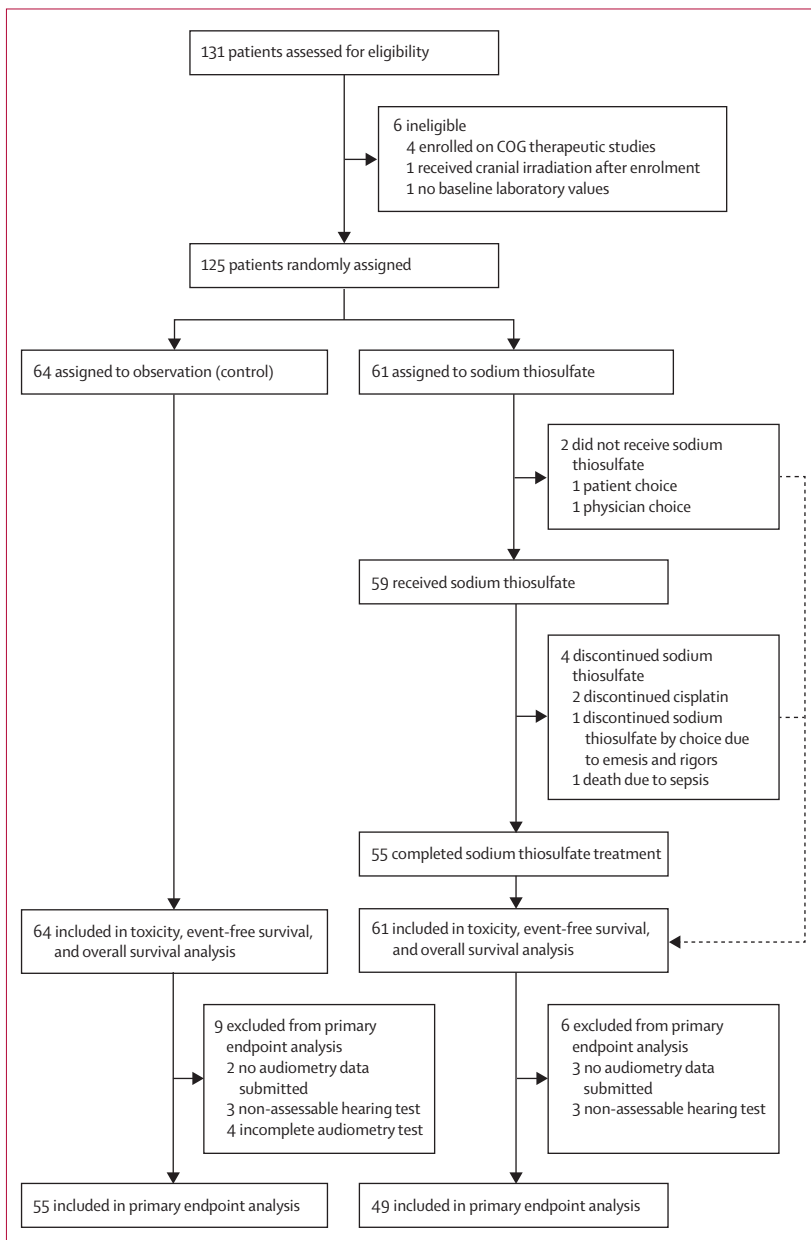 131 patients assessed for eligibility
6 ineligible
4 enrolled on COG therapeutic studies
1 received cranial irradiation after enrolment
1 no baseline laboratory values
125 patients randomly assigned
64 assigned to observation (control)
61 assigned to sodium thiosulfate
2 did not receive sodium
thiosulfate
1 patient choice
1 physician choice
59 received sodium thiosulfate
4 discontinued sodium
thiosulfate
2 discontinued cisplatin
1 discontinued sodium
thiosulfate by choice due
to emesis and rigors
1 death due to sepsis
55 completed sodium thiosulfate treatment
64 included in toxicity, event-free survival,
and overall survival analysis
61 included in toxicity, event-free survival,
and overall survival analysis
9 excluded from primary
endpoint analysis
2 no audiometry data
submitted
3 non-assessable hearing test
4 incomplete audiometry test
6 excluded from primary
endpoint analysis
3 no audiometry data
submitted
3 non-assessable hearing test
55 included in primary endpoint analysis
49 included in primary endpoint analysis